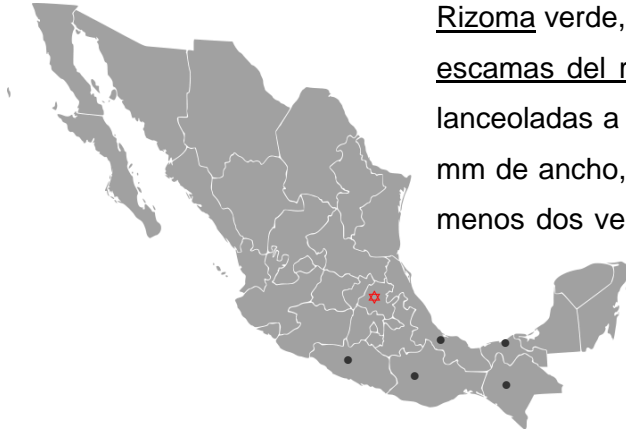 Rizoma verde,
escamas del
lanceoladas a
mm de ancho,
menos dos ve